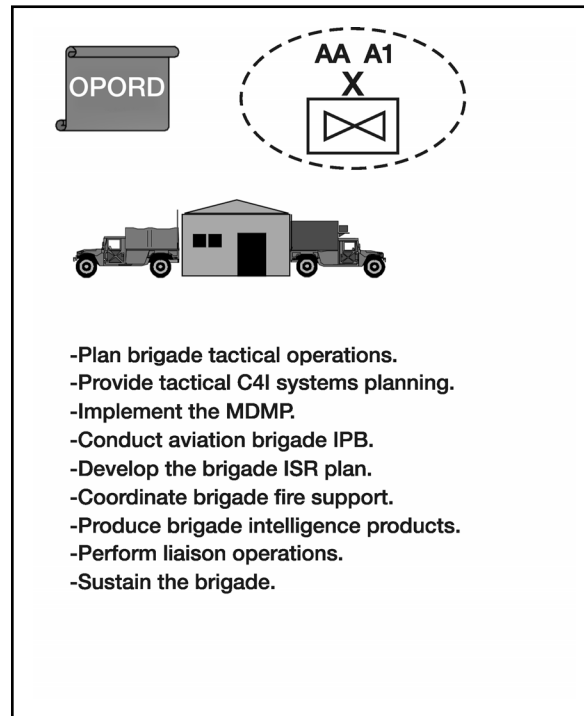 OPORD
AA A1
X
-Plan brigade tactical operations.
-Provide tactical C4I systems planning.
-Implement the MDMP.
-Conduct aviation brigade IPB.
-Develop the brigade ISR plan.
-Coordinate brigade fire support.
-Produce brigade intelligence products.
-Perform liaison operations.
-Sustain the brigade.